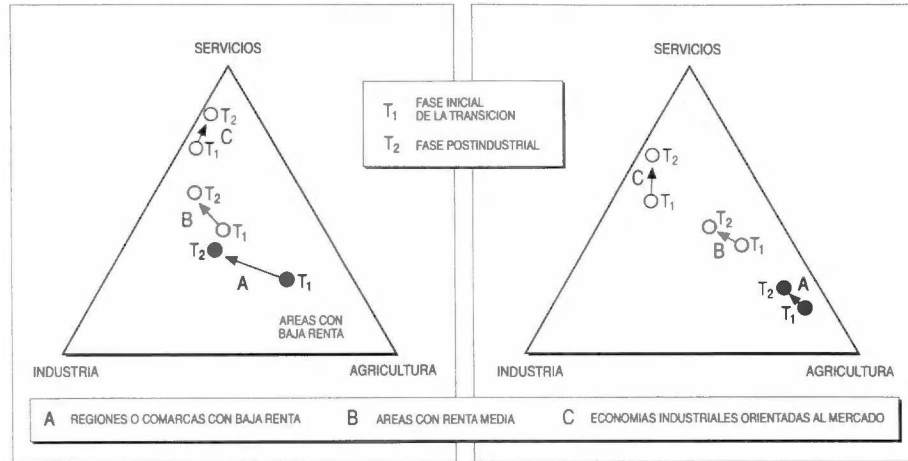 SERVICIOS
T2
C
T1
T2
B
T1
T2
A
T1
AREAS CON
BAJA RENTA
INDUSTRIA
AGRICULTURA
T1 FASE INICIAL
DE LA TRANSICION
T2 FASE POSTINDUSTRIAL
SERVICIOS
T2
C
T1
T2
B
T1
T2
A
T1
INDUSTRIA
AGRICULTURA
A REGIONES O COMARCAS CON BAJA RENTA
B AREAS CON RENTA MEDIA
C ECONOMIAS INDUSTRIALES ORIENTADAS AL MERCADO